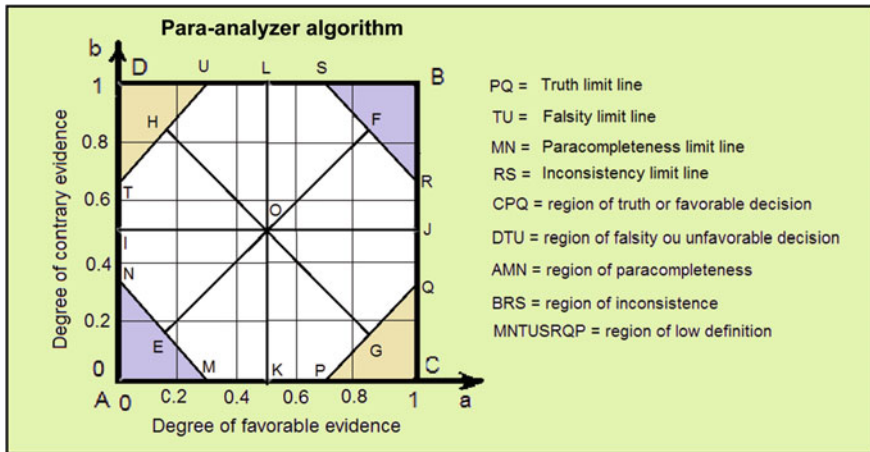 Para-analyzer algorithm
b
D U L S B
1
H F
0.8
T R
0.6
O
I J
0.4
N Q
0.2
E G
0 M K P C
A 0 0.2 0.4 0.6 0.8 1 a
Degree of contrary evidence
Degree of favorable evidence
PQ = Truth limit line
TU = Falsity limit line
MN = Paracompleteness limit line
RS = Inconsistency limit line
CPQ = region of truth or favorable decision
DTU = region of falsity ou unfavorable decision
AMN = region of paracompleteness
BRS = region of inconsistence
MNTUSRQP = region of low definition